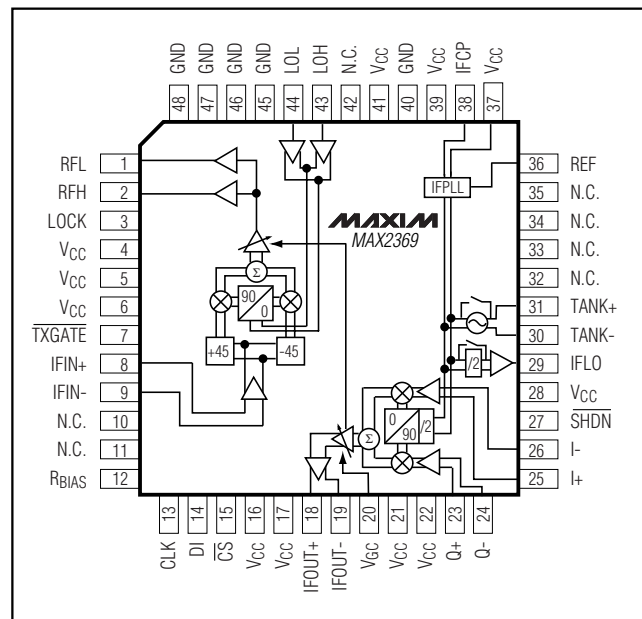 GND
GND
GND
GND
LOL
LOH
N.C.
VCC
GND
VCC
IFCP
VCC
48
47
46
45
44
43
42
41
40
39
38
37
RFL 1
RFH 2
LOCK 3
VCC 4
VCC 5
VCC 6
TXGATE 7
IFIN+ 8
IFIN- 9
N.C. 10
N.C. 11
RBIAS 12
36 REF
35 N.C.
34 N.C.
33 N.C.
32 N.C.
31 TANK+
30 TANK-
29 IFLO
28 VCC
27 SHDN
26 I-
25 I+
IFPLL
MAXIM
MAX2369
Σ
90
0
+45
-45
/2
Σ
0
90
/2
13
14
15
16
17
18
19
20
21
22
23
24
CLK
DI
CS
VCC
VCC
IFOUT+
IFOUT-
VGC
VCC
VCC
Q+
Q-